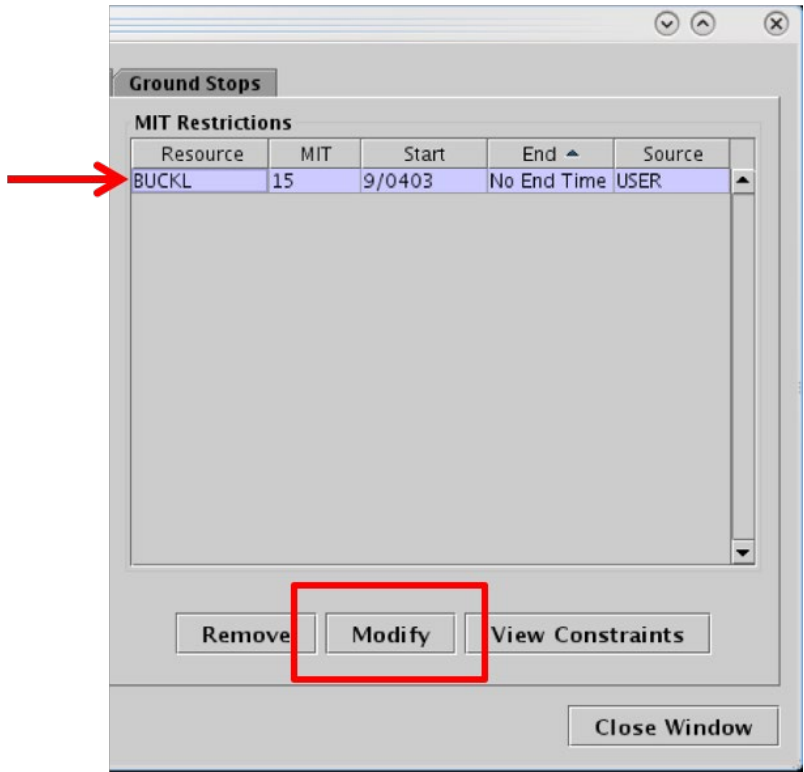 Ground Stops
MIT Restrictions
Resource MIT Start End Source
BUCKL 15 9/0403 No End Time USER
Remove Modify View Constraints
Close Window